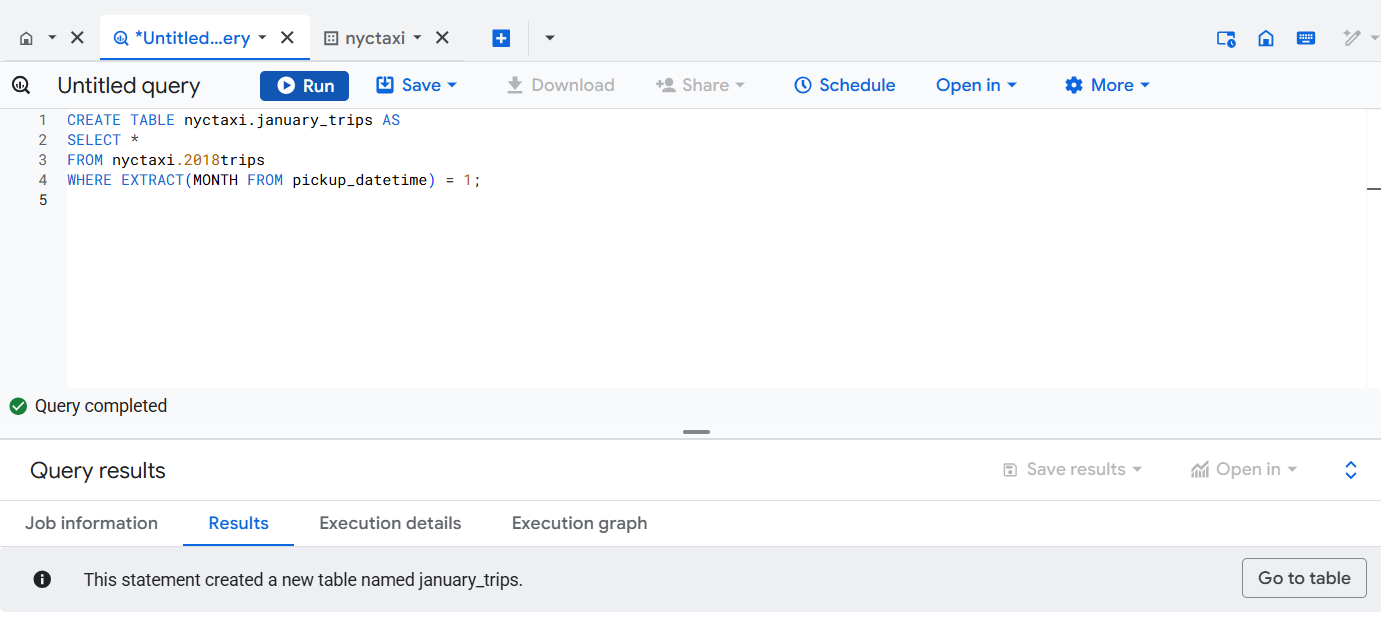 *Untitled...ery nyctaxi
Untitled query Run Save Download Share Schedule Open in More
1 CREATE TABLE nyctaxi.january_trips AS
2 SELECT *
3 FROM nyctaxi.2018trips
4 WHERE EXTRACT(MONTH FROM pickup_datetime) = 1;
5
Query completed
Query results Save results Open in
Job information Results Execution details Execution graph
This statement created a new table named january_trips. Go to table